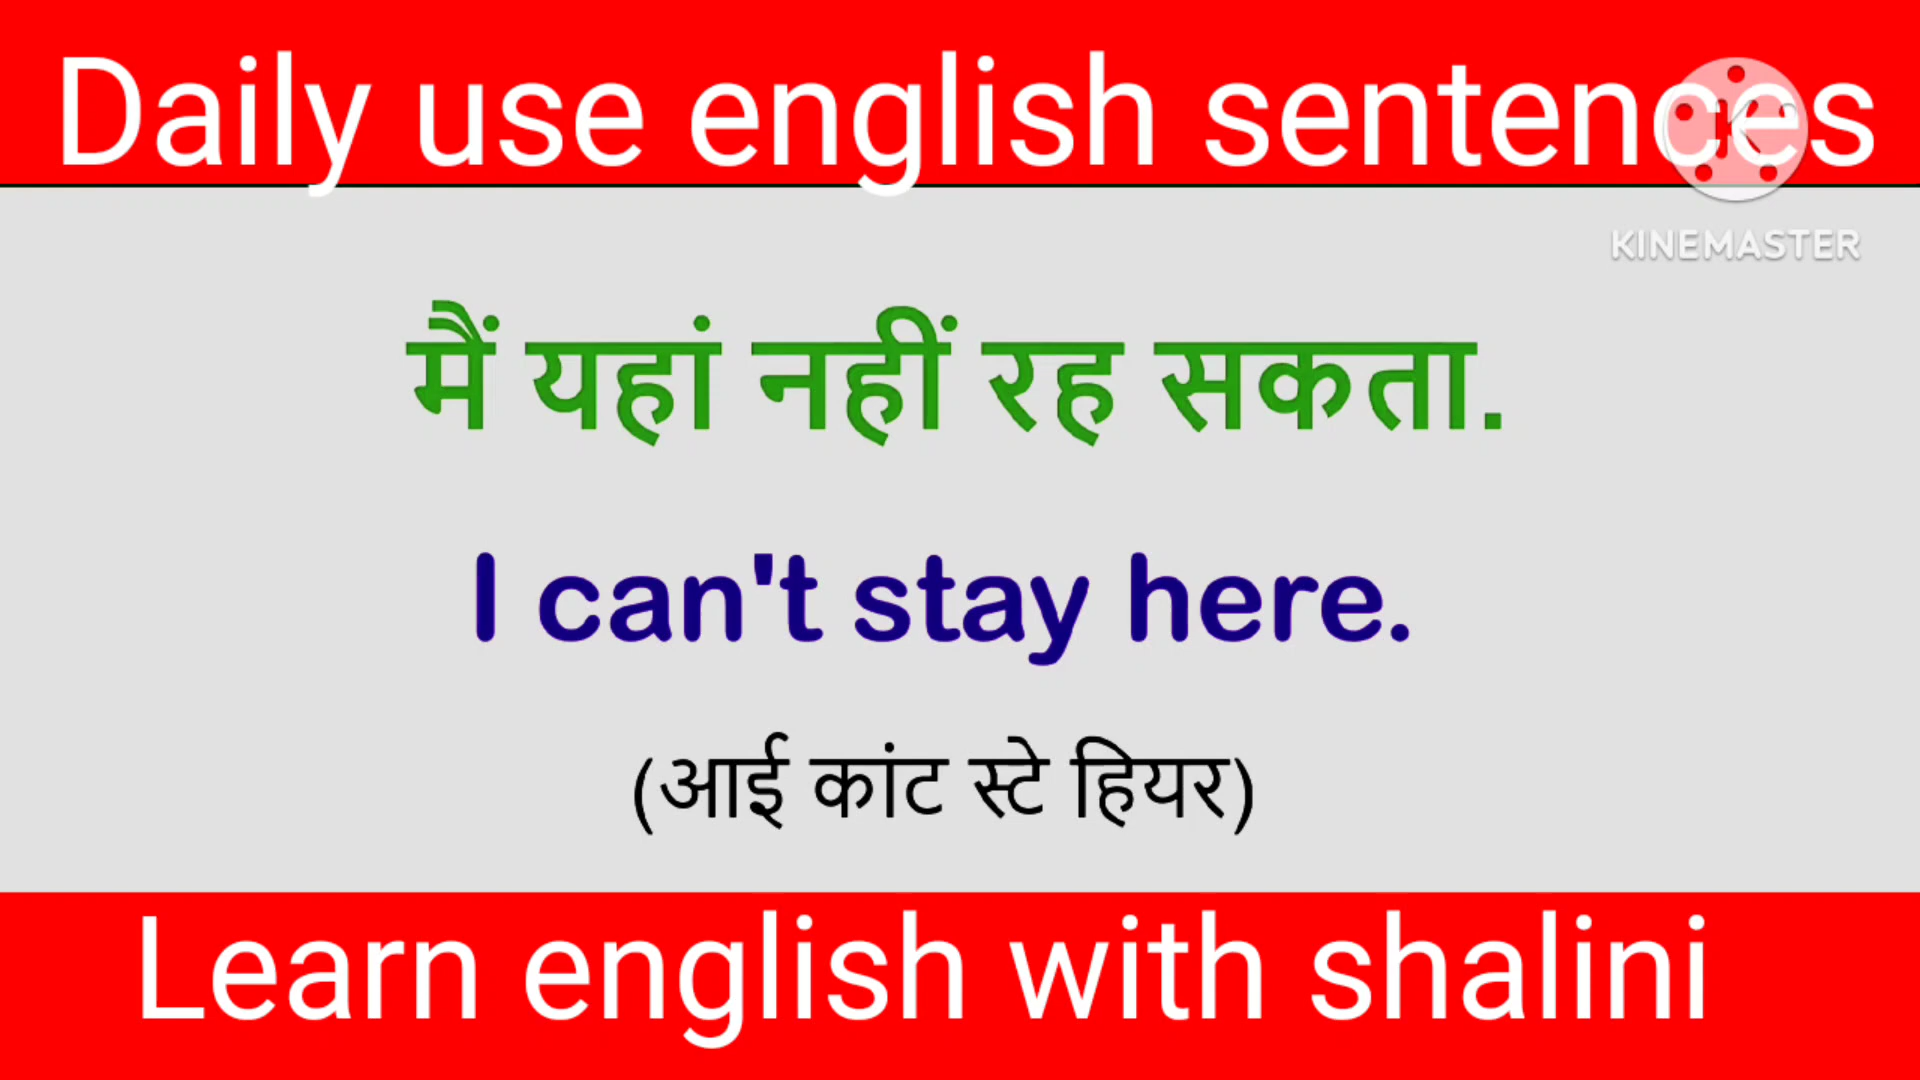 Daily use english sentences
KINEMASTER
मैं यहां नहीं रह सकता.
I can't stay here.
(आई कांट स्टे हियर)
Learn english with shalini